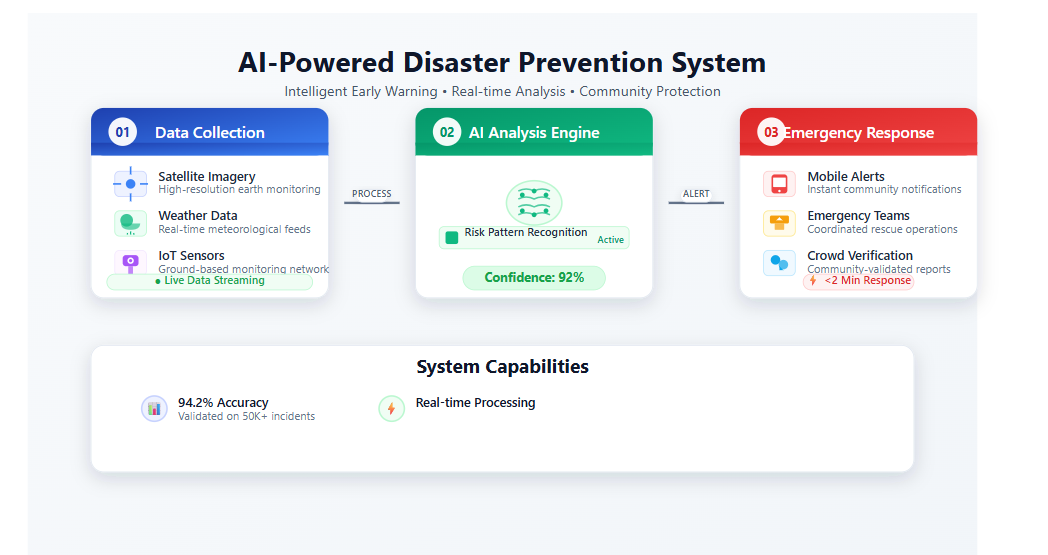 AI-Powered Disaster Prevention System
Intelligent Early Warning • Real-time Analysis • Community Protection
01 Data Collection
Satellite Imagery
High-resolution earth monitoring
Weather Data
Real-time meteorological feeds
IoT Sensors
Ground-based monitoring network
● Live Data Streaming
PROCESS
02 AI Analysis Engine
Risk Pattern Recognition
Active
Confidence: 92%
ALERT
03 Emergency Response
Mobile Alerts
Instant community notifications
Emergency Teams
Coordinated rescue operations
Crowd Verification
Community-validated reports
<2 Min Response
System Capabilities
94.2% Accuracy
Validated on 50K+ incidents
Real-time Processing